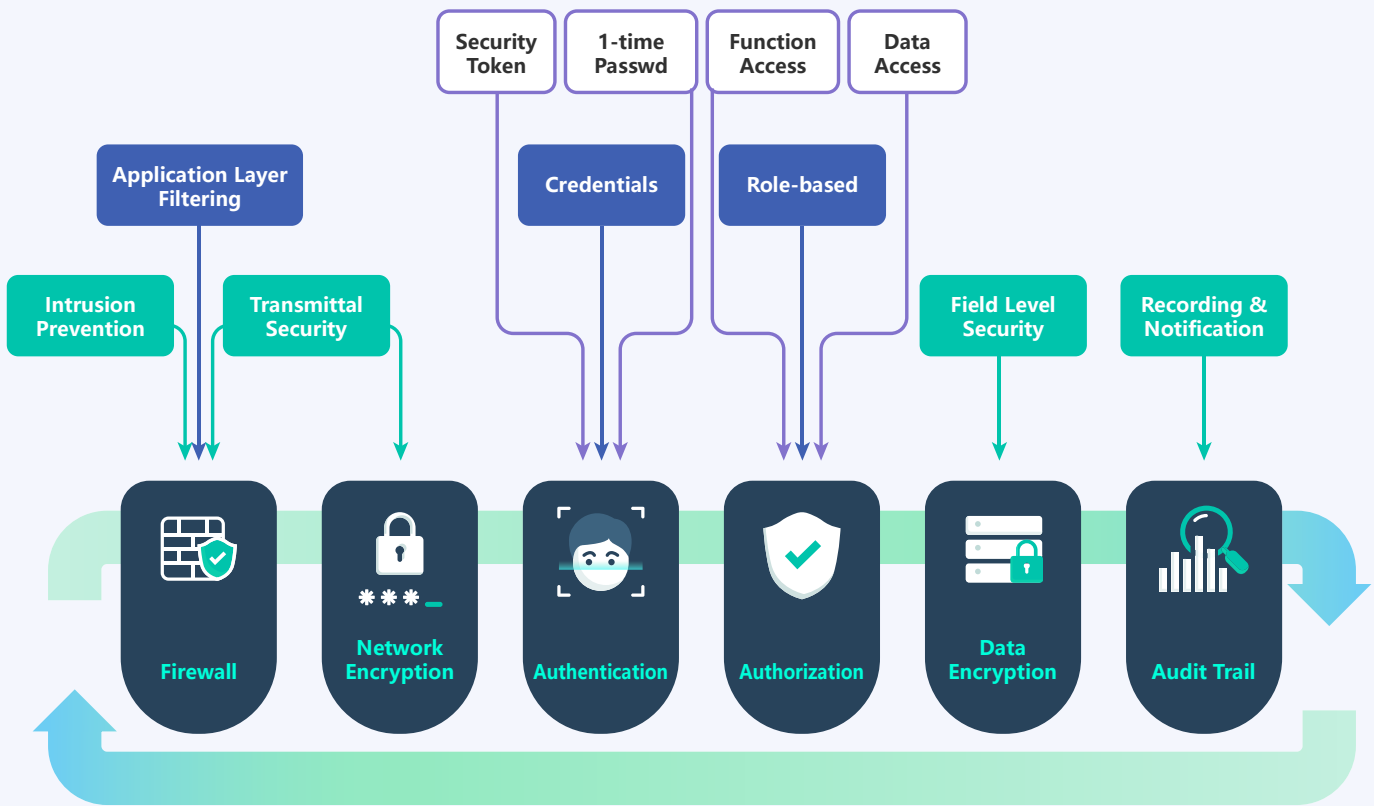 Security
Token
1-time
Passwd
Function
Access
Data
Access
Application Layer
Filtering
Credentials
Role-based
Intrusion
Prevention
Transmittal
Security
Field Level
Security
Recording &
Notification
Firewall
Network
Encryption
Authentication
Authorization
Data
Encryption
Audit Trail